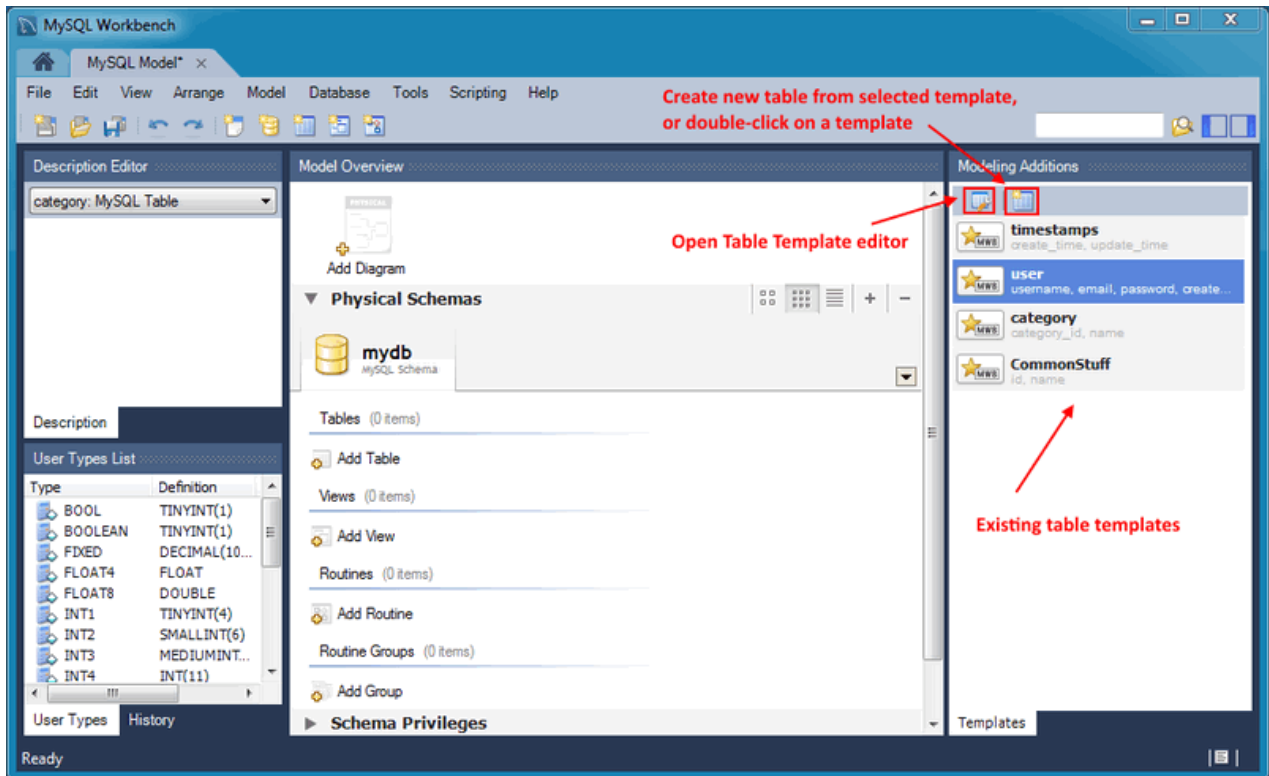 MySQL Workbench
MySQL Model* ×
File Edit View Arrange Model Database Tools Scripting Help
Create new table from selected template,
or double-click on a template
Description Editor
category: MySQL Table
Description
User Types List
Type Definition
BOOL TINYINT(1)
BOOLEAN TINYINT(1)
FIXED DECIMAL(10...
FLOAT4 FLOAT
FLOAT8 DOUBLE
INT1 TINYINT(4)
INT2 SMALLINT(6)
INT3 MEDIUMINT...
INT4 INT(11)
User Types History
Model Overview
PHYSICAL
Add Diagram
Open Table Template editor
Physical Schemas
mydb
MySQL Schema
Tables (0 items)
Add Table
Views (0 items)
Add View
Routines (0 items)
Add Routine
Routine Groups (0 items)
Add Group
Schema Privileges
Modeling Additions
MWB timestamps
create_time, update_time
MWB user
username, email, password, create...
MWB category
category_id, name
MWB CommonStuff
id, name
Existing table templates
Templates
Ready